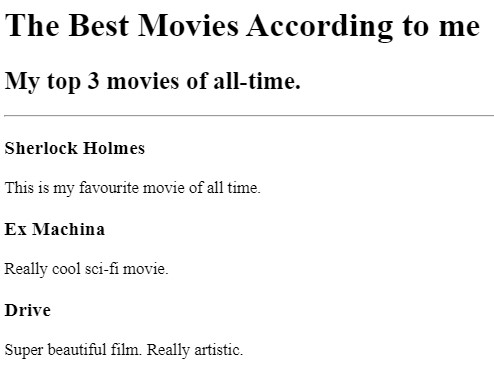 The Best Movies According to me
My top 3 movies of all-time.
Sherlock Holmes
This is my favourite movie of all time.
Ex Machina
Really cool sci-fi movie.
Drive
Super beautiful film. Really artistic.